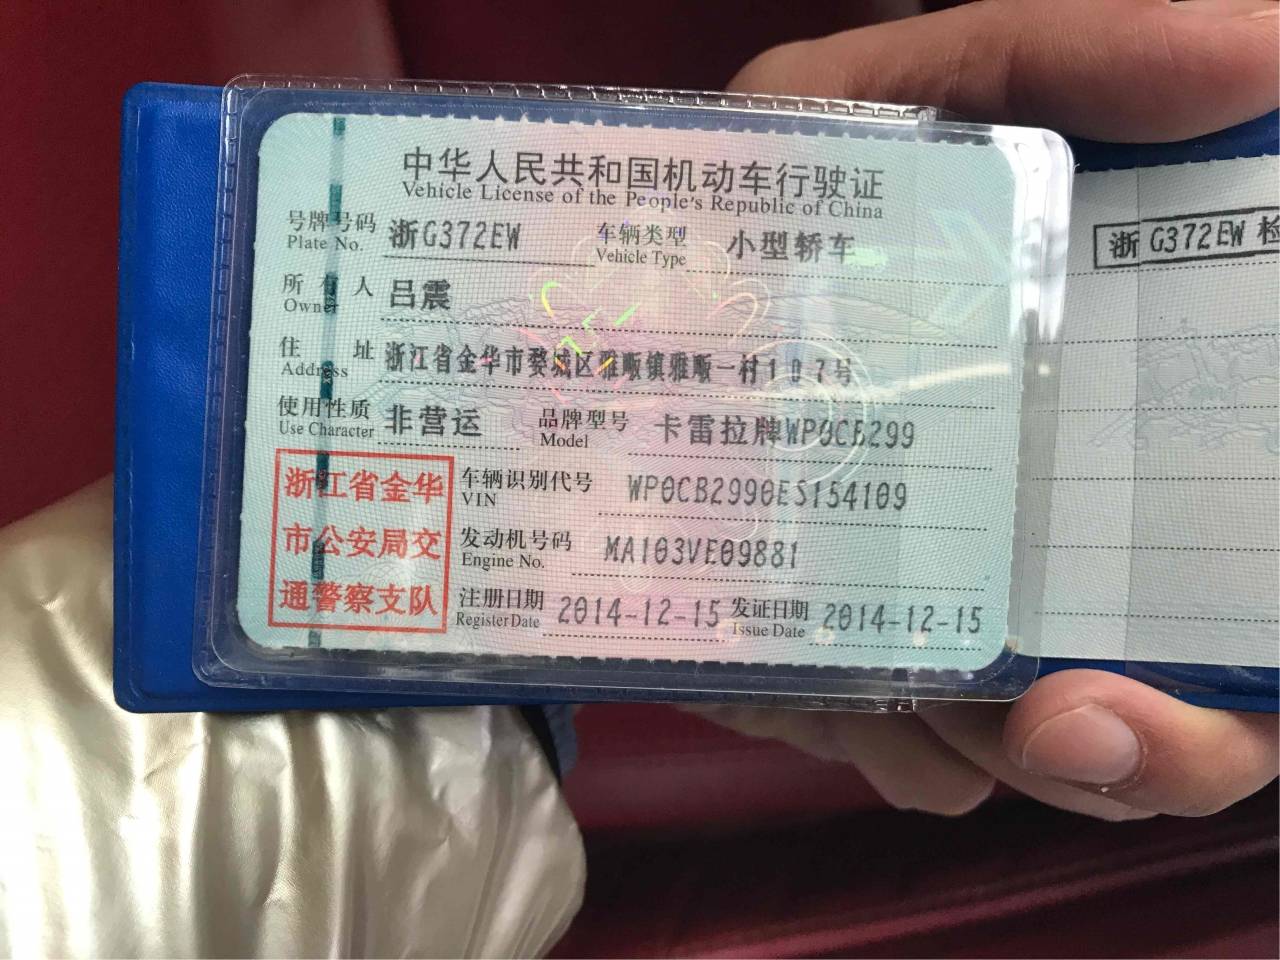 中华人民共和国机动车行驶证
Vehicle License of the People's Republic of China
号牌号码 浙G372EW 车辆类型 小型轿车
Plate No. Vehicle Type
所有人 吕震
Owner
住址 浙江省金华市婺城区雅畈镇雅畈一村107号
Address
使用性质 非营运 品牌型号 卡雷拉牌WP0CB299
Use Character Model
浙江省金华
市公安局交
通警察支队
车辆识别代号 WP0CB2990ES154109
VIN
发动机号码 MA103VE09881
Engine No.
注册日期 2014-12-15 发证日期 2014-12-15
Register Date Issue Date
浙G372EW 检